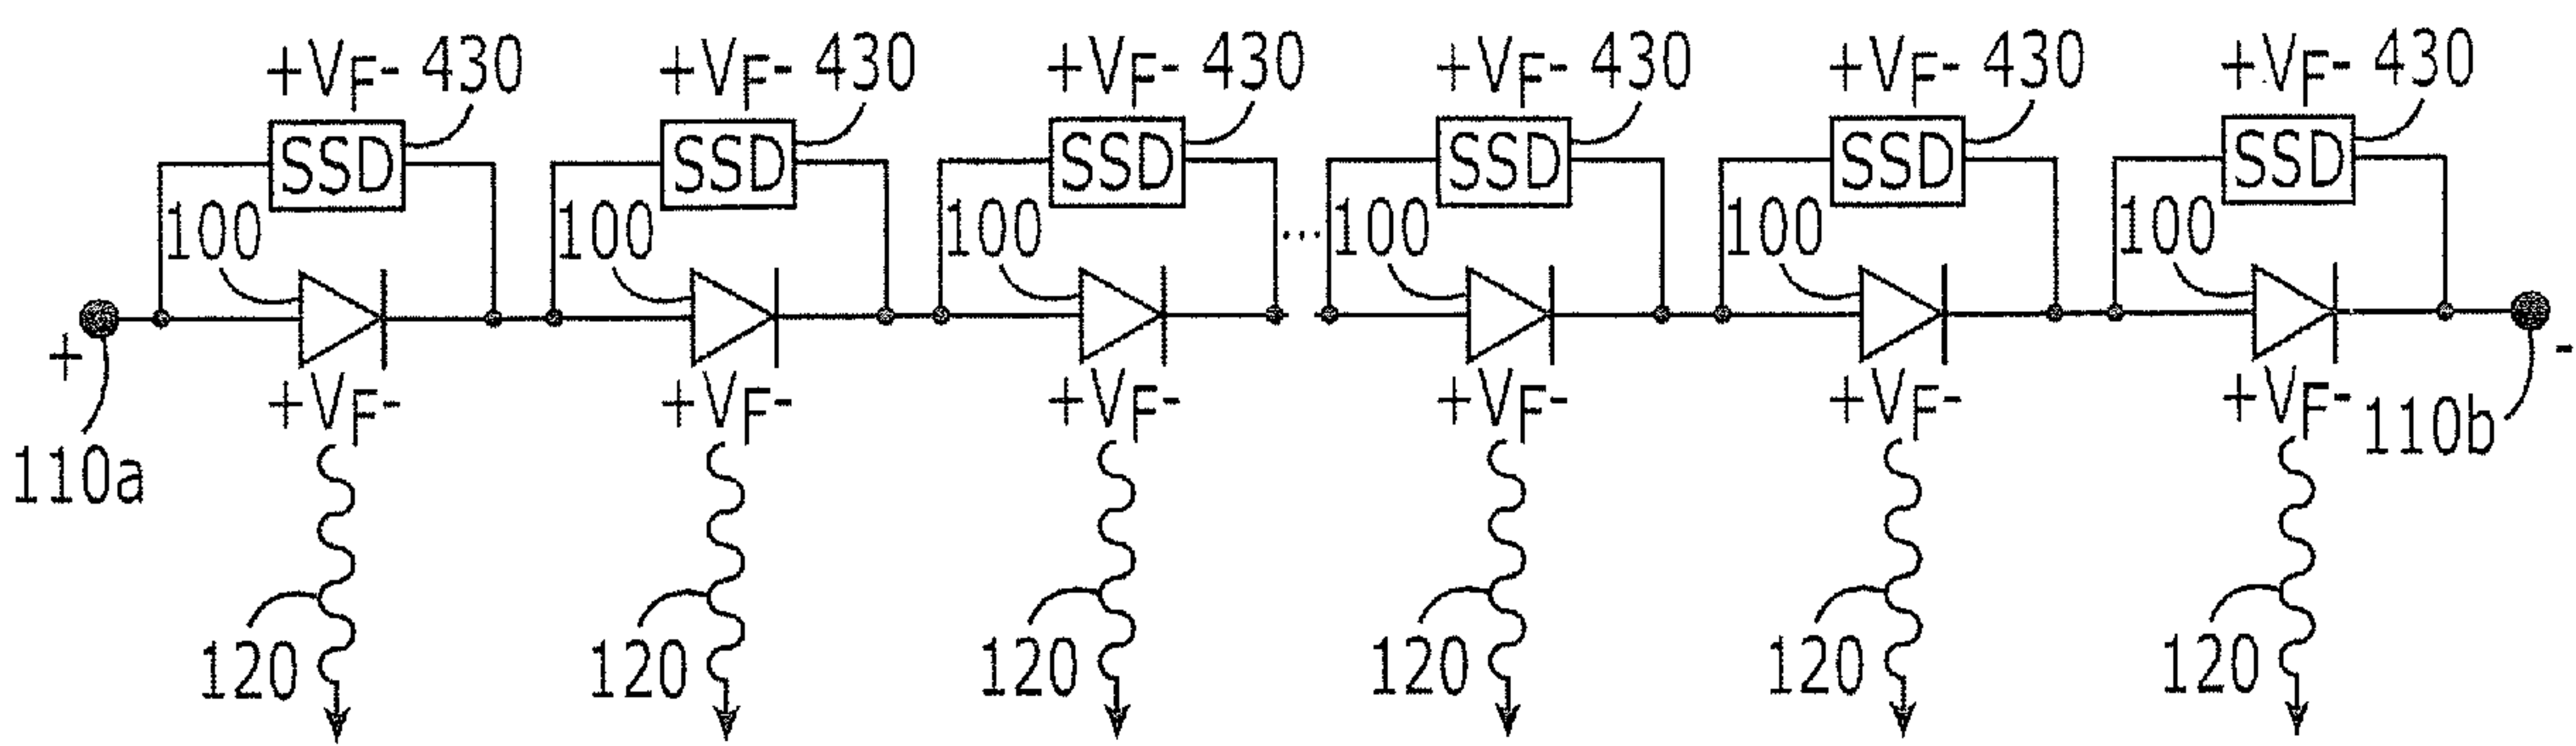 +VF- 430 +VF- 430 +VF- 430 +VF- 430 +VF- 430 +VF- 430
SSD SSD SSD SSD SSD SSD
100 100 100 ... 100 100 100
+ -
+VF- +VF- +VF- +VF- +VF- +VF-
110a 110b
120 120 120 120 120 120